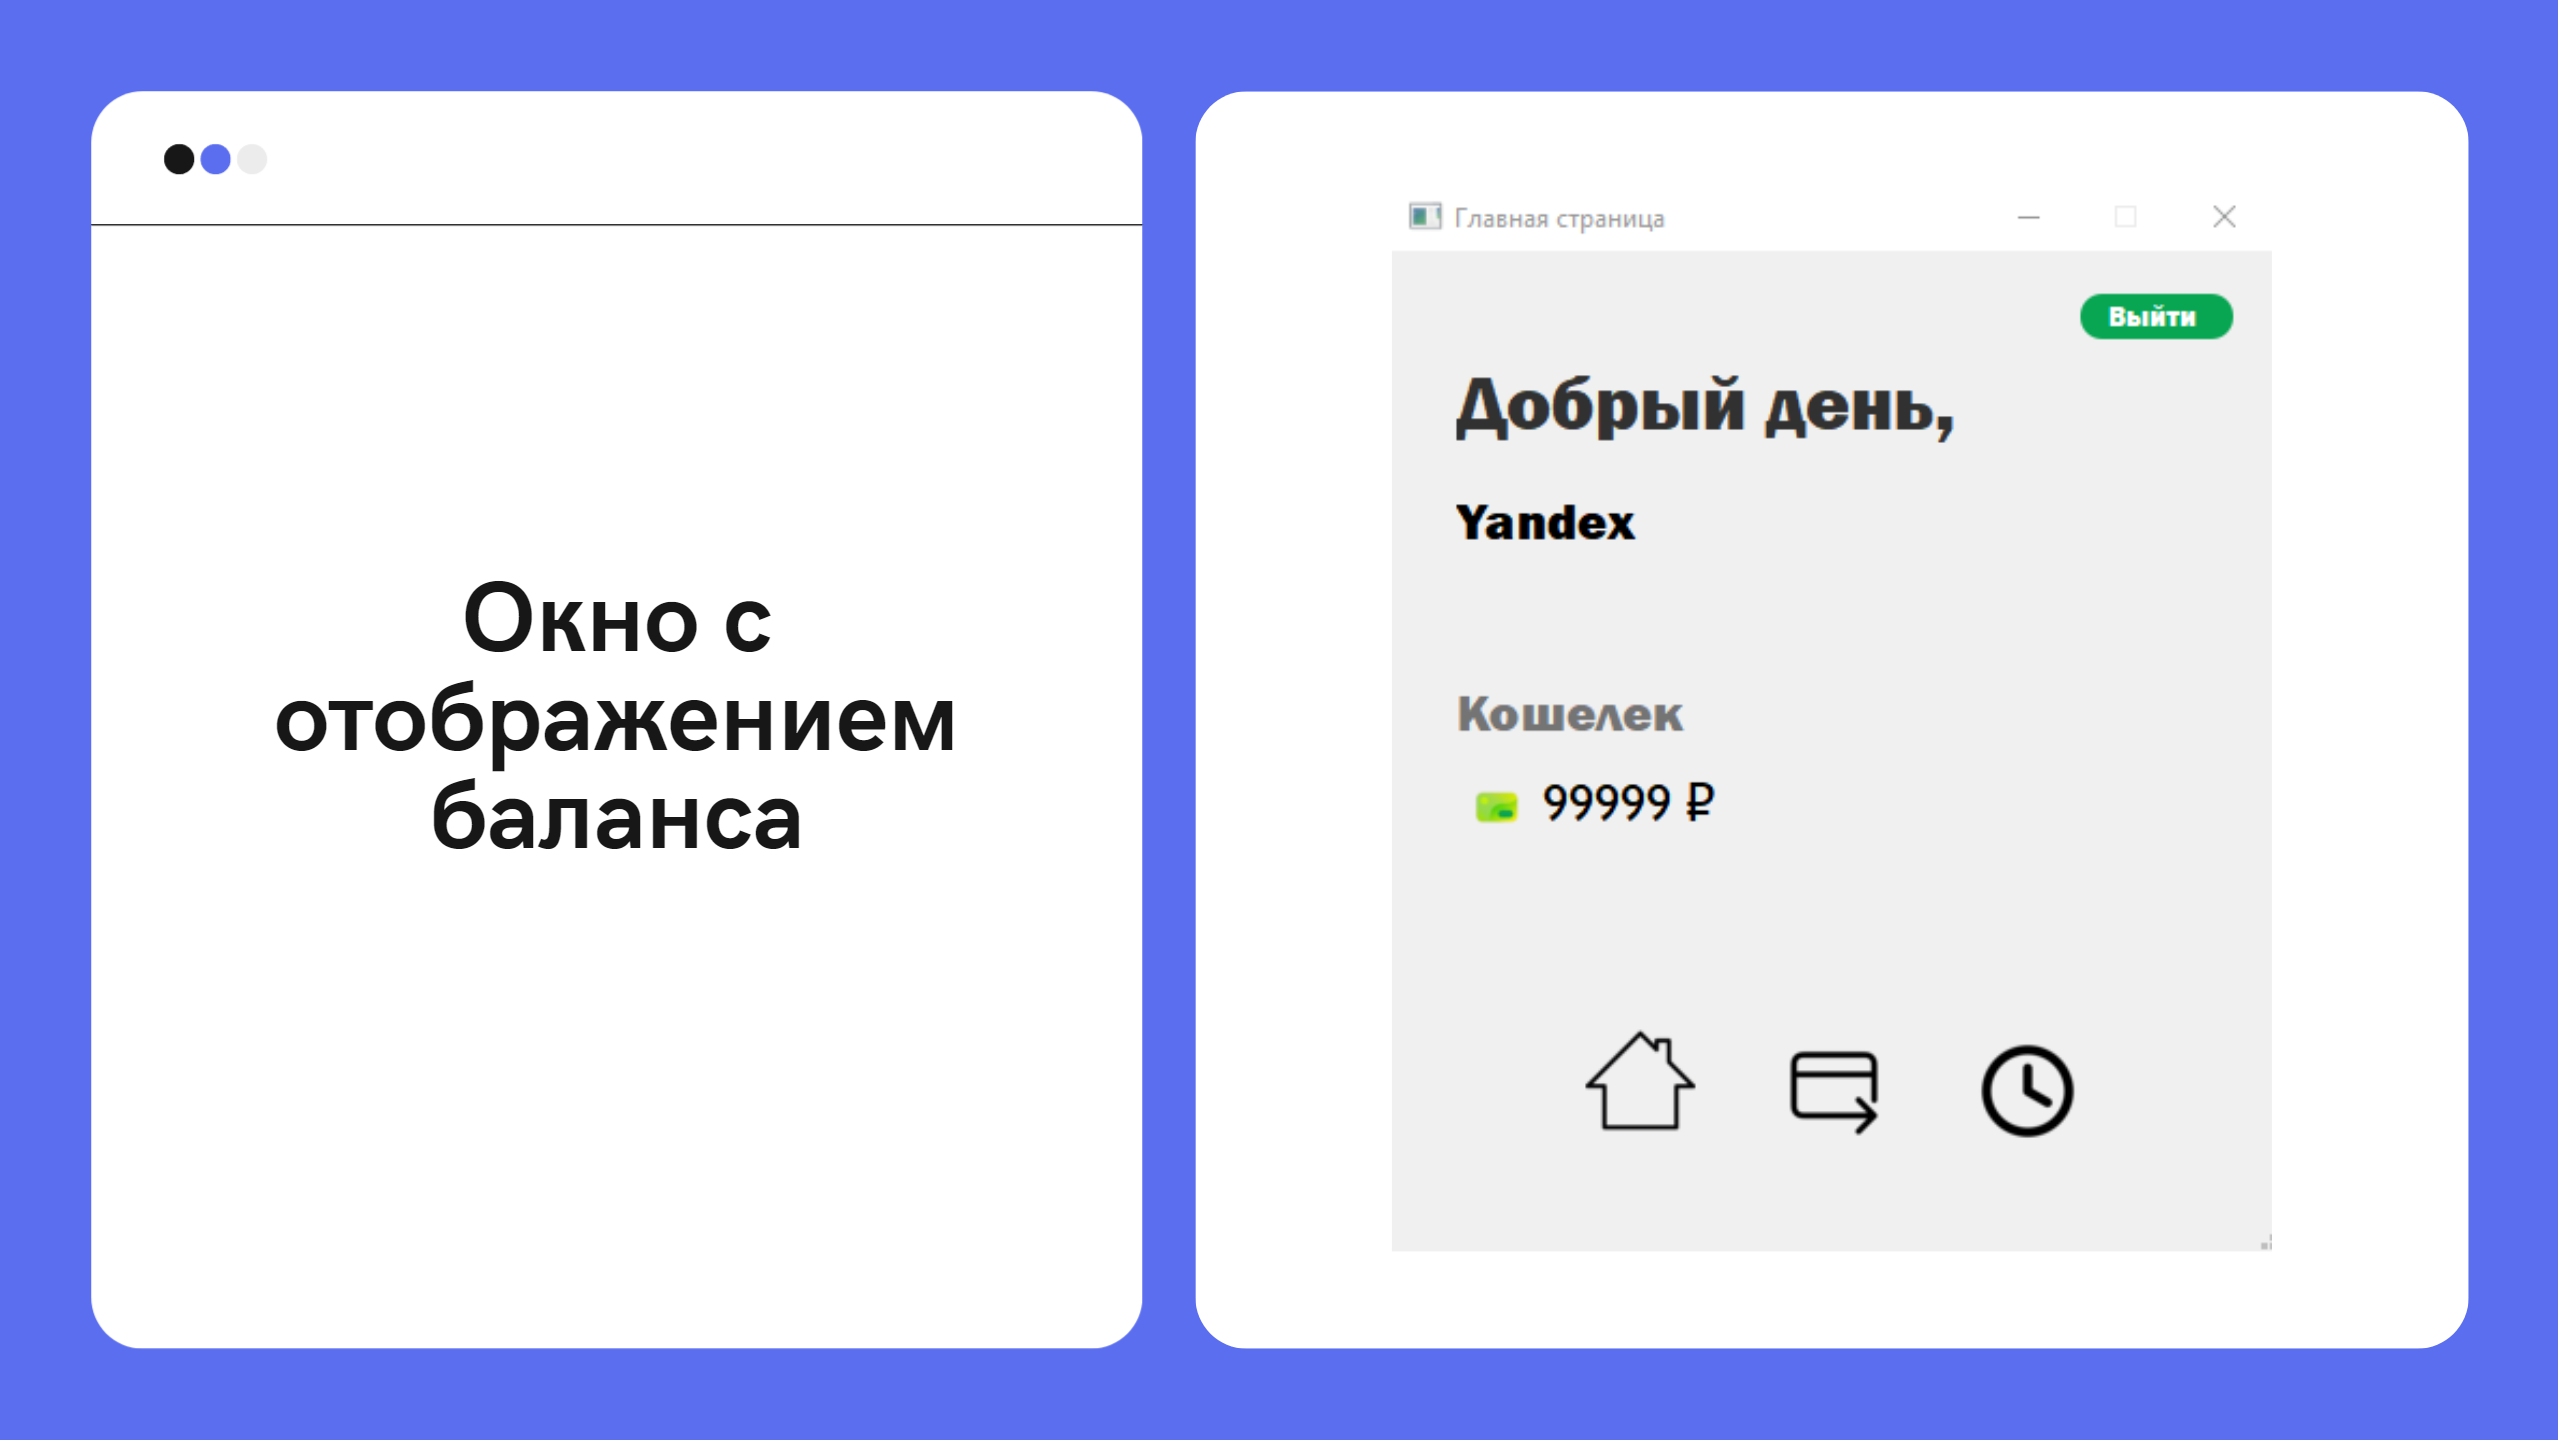 Окно с
отображением
баланса
Главная страница
Выйти
Добрый день,
Yandex
Кошелек
99999 ₽